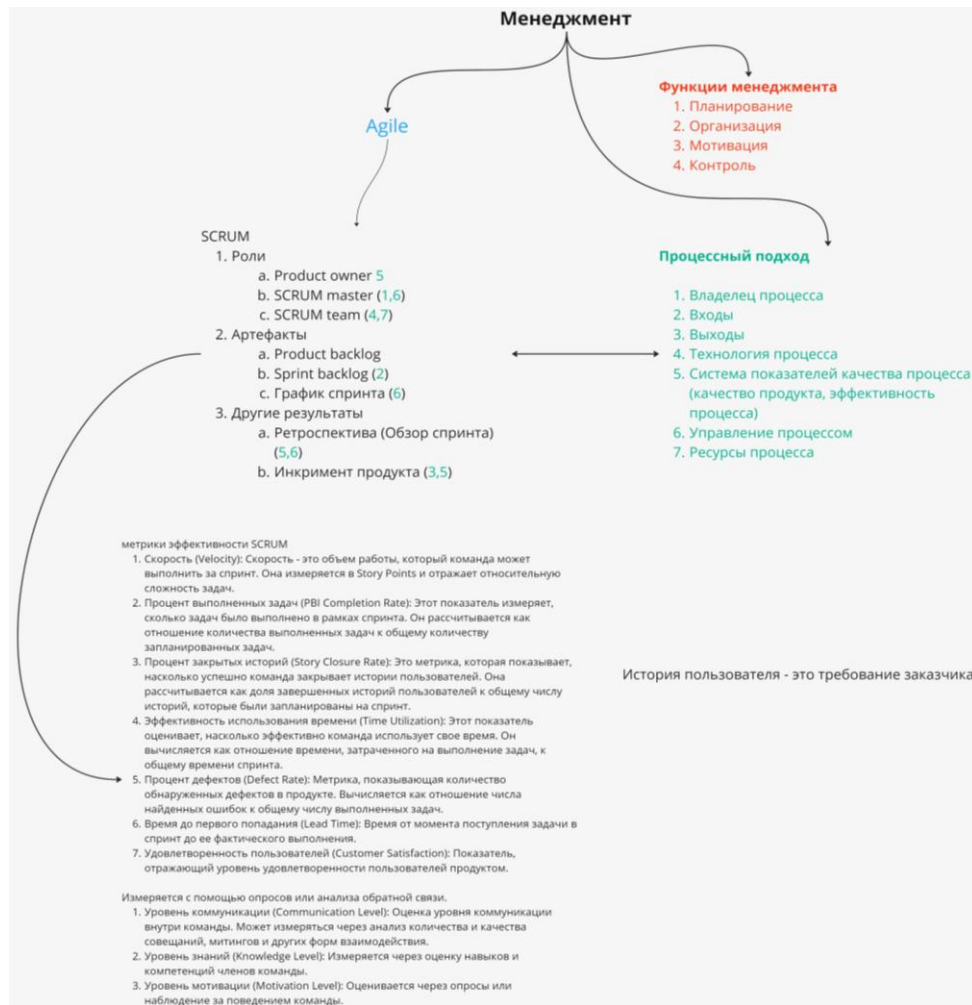 Менеджмент
Функции менеджмента
1. Планирование
2. Организация
3. Мотивация
4. Контроль
Agile
SCRUM
1. Роли
a. Product owner 5
b. SCRUM master (1,6)
c. SCRUM team (4,7)
2. Артефакты
a. Product backlog
b. Sprint backlog (2)
c. График спринта (6)
3. Другие результаты
a. Ретроспектива (Обзор спринта)
(5,6)
b. Инкримент продукта (3,5)
Процессный подход
1. Владелец процесса
2. Входы
3. Выходы
4. Технология процесса
5. Система показателей качества процесса
(качество продукта, эффективность
процесса)
6. Управление процессом
7. Ресурсы процесса
метрики эффективности SCRUM
1. Скорость (Velocity): Скорость - это объем работы, который команда может
выполнить за спринт. Она измеряется в Story Points и отражает относительную
сложность задач.
2. Процент выполненных задач (PBI Completion Rate): Этот показатель измеряет,
сколько задач было выполнено в рамках спринта. Он рассчитывается как
отношение количества выполненных задач к общему количеству
запланированных задач.
3. Процент закрытых историй (Story Closure Rate): Это метрика, которая показывает,
насколько успешно команда закрывает истории пользователей. Она
рассчитывается как доля завершенных историй пользователей к общему числу
историй, которые были запланированы на спринт.
4. Эффективность использования времени (Time Utilization): Этот показатель
оценивает, насколько эффективно команда использует свое время. Он
вычисляется как отношение времени, затраченного на выполнение задач, к
общему времени спринта.
5. Процент дефектов (Defect Rate): Метрика, показывающая количество
обнаруженных дефектов в продукте. Вычисляется как отношение числа
найденных ошибок к общему числу выполненных задач.
6. Время до первого попадания (Lead Time): Время от момента поступления задачи в
спринт до ее фактического выполнения.
7. Удовлетворенность пользователей (Customer Satisfaction): Показатель,
отражающий уровень удовлетворенности пользователей продуктом.
История пользователя - это требование заказчика
Измеряется с помощью опросов или анализа обратной связи.
1. Уровень коммуникации (Communication Level): Оценка уровня коммуникации
внутри команды. Может измеряться через анализ количества и качества
совещаний, митингов и других форм взаимодействия.
2. Уровень знаний (Knowledge Level): Измеряется через оценку навыков и
компетенций членов команды.
3. Уровень мотивации (Motivation Level): Оценивается через опросы или
наблюдение за поведением команды.